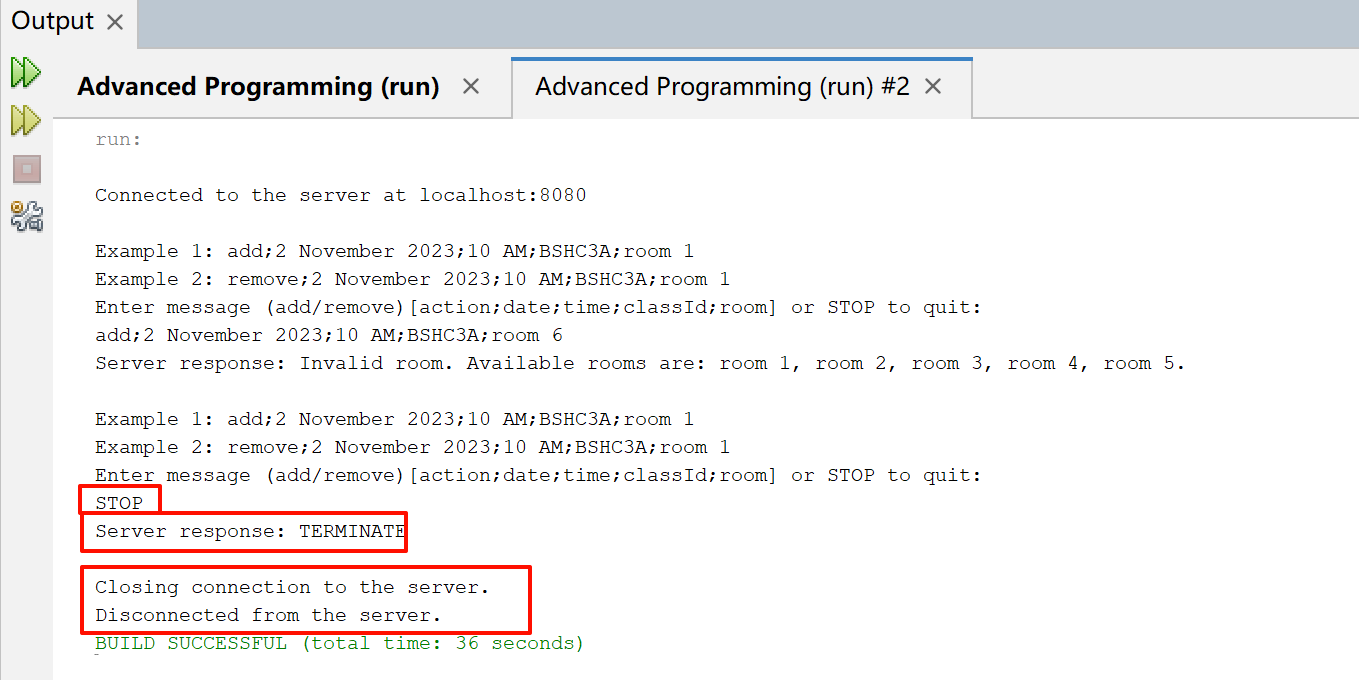 Output
Advanced Programming (run)
Advanced Programming (run) #2
run:
Connected to the server at localhost:8080
Example 1: add;2 November 2023;10 AM;BSHC3A;room 1
Example 2: remove;2 November 2023;10 AM;BSHC3A;room 1
Enter message (add/remove)[action;date;time;classId;room] or STOP to quit:
add;2 November 2023;10 AM;BSHC3A;room 6
Server response: Invalid room. Available rooms are: room 1, room 2, room 3, room 4, room 5.
Example 1: add;2 November 2023;10 AM;BSHC3A;room 1
Example 2: remove;2 November 2023;10 AM;BSHC3A;room 1
Enter message (add/remove)[action;date;time;classId;room] or STOP to quit:
STOP
Server response: TERMINATE
Closing connection to the server.
Disconnected from the server.
BUILD SUCCESSFUL (total time: 36 seconds)